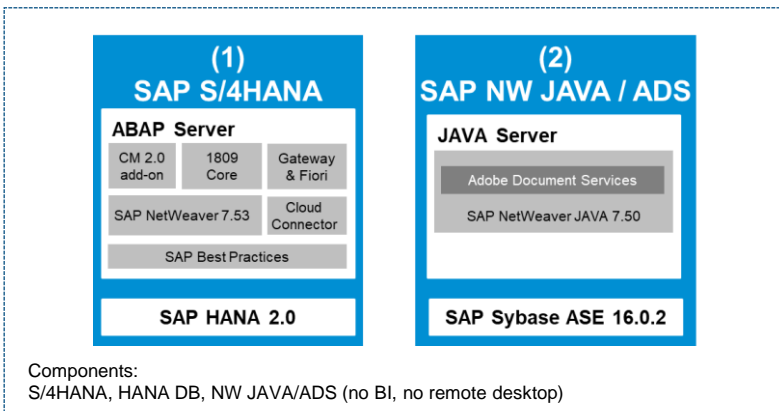 (1)
SAP S/4HANA
ABAP Server
CM 2.0
add-on
1809
Core
Gateway
& Fiori
SAP NetWeaver 7.53
Cloud
Connector
SAP Best Practices
SAP HANA 2.0
(2)
SAP NW JAVA / ADS
JAVA Server
Adobe Document Services
SAP NetWeaver JAVA 7.50
SAP Sybase ASE 16.0.2
Components:
S/4HANA, HANA DB, NW JAVA/ADS (no BI, no remote desktop)